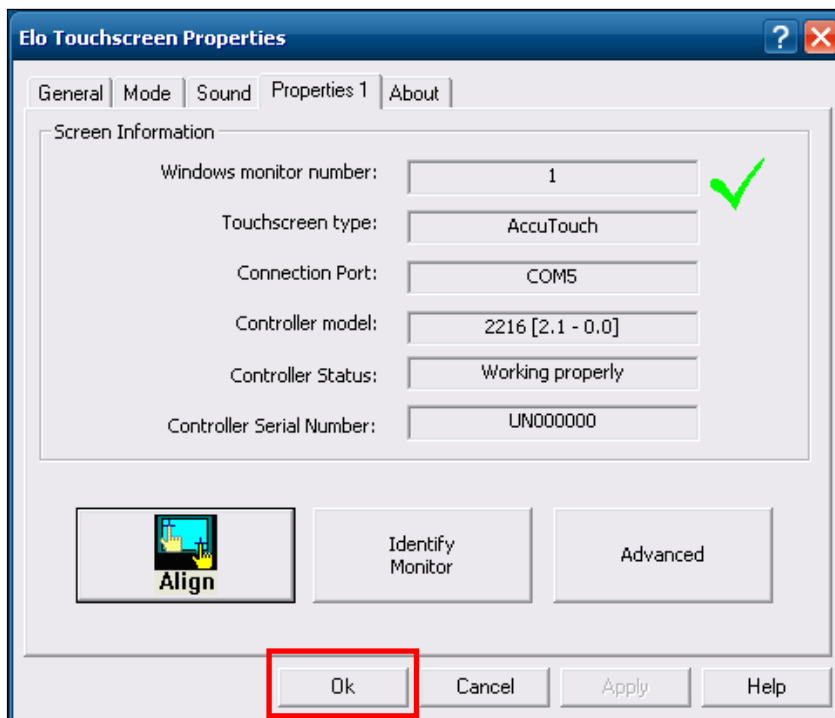 Elo Touchscreen Properties
General Mode Sound Properties 1 About
Screen Information
Windows monitor number: 1
Touchscreen type: AccuTouch
Connection Port: COM5
Controller model: 2216 [2.1 - 0.0]
Controller Status: Working properly
Controller Serial Number: UN000000
Align
Identify
Monitor
Advanced
Ok Cancel Apply Help